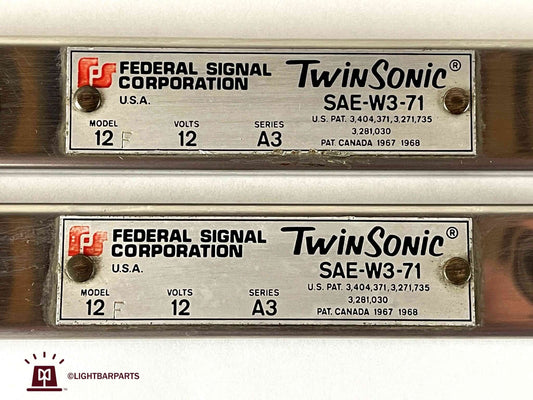 FEDERAL SIGNAL CORPORATION
U.S.A.
TWINSONIC®
SAE-W3-71
MODEL VOLTS SERIES
12 F 12 A3
U.S. PAT. 3,404,371, 3,271,735
3,281,030
PAT. CANADA 1967 1968
FEDERAL SIGNAL CORPORATION
U.S.A.
TWINSONIC®
SAE-W3-71
MODEL VOLTS SERIES
12 F 12 A3
U.S. PAT. 3,404,371, 3,271,735
3,281,030
PAT. CANADA 1967 1968
©LIGHTBARPARTS